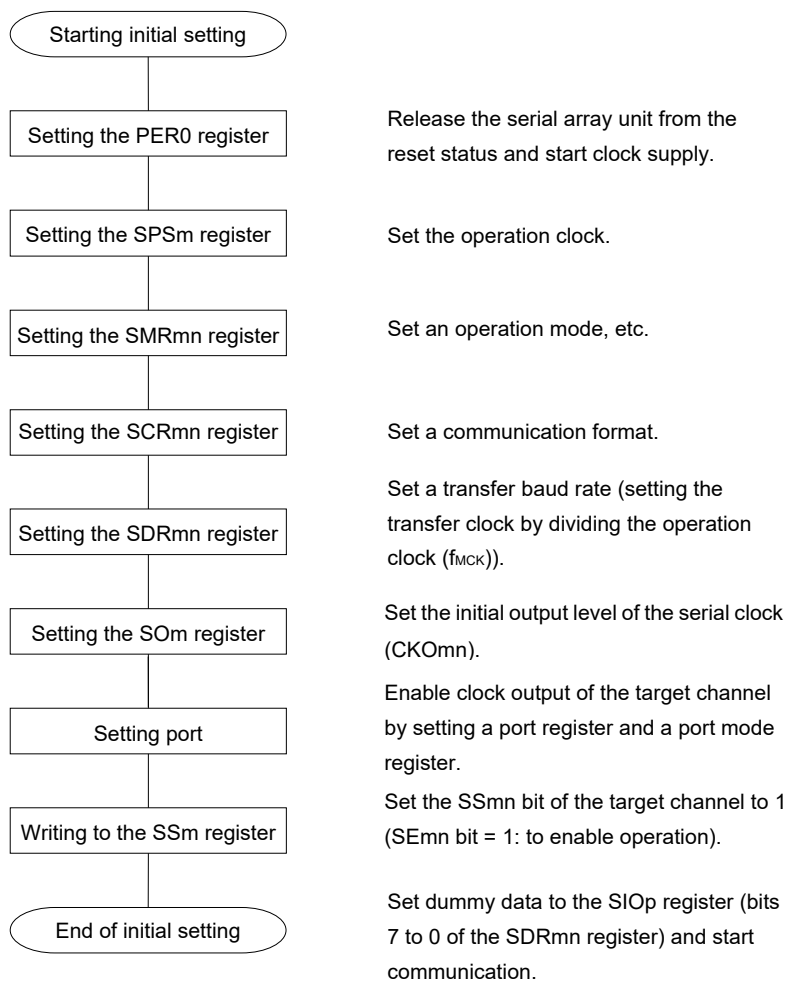 Starting initial setting
Setting the PER0 register
Release the serial array unit from the
reset status and start clock supply.
Setting the SPSm register
Set the operation clock.
Setting the SMRmn register
Set an operation mode, etc.
Setting the SCRmn register
Set a communication format.
Setting the SDRmn register
Set a transfer baud rate (setting the
transfer clock by dividing the operation
clock (fMCK)).
Setting the SOm register
Set the initial output level of the serial clock
(CKOmn).
Setting port
Enable clock output of the target channel
by setting a port register and a port mode
register.
Writing to the SSm register
Set the SSmn bit of the target channel to 1
(SEmn bit = 1: to enable operation).
End of initial setting
Set dummy data to the SIOp register (bits
7 to 0 of the SDRmn register) and start
communication.